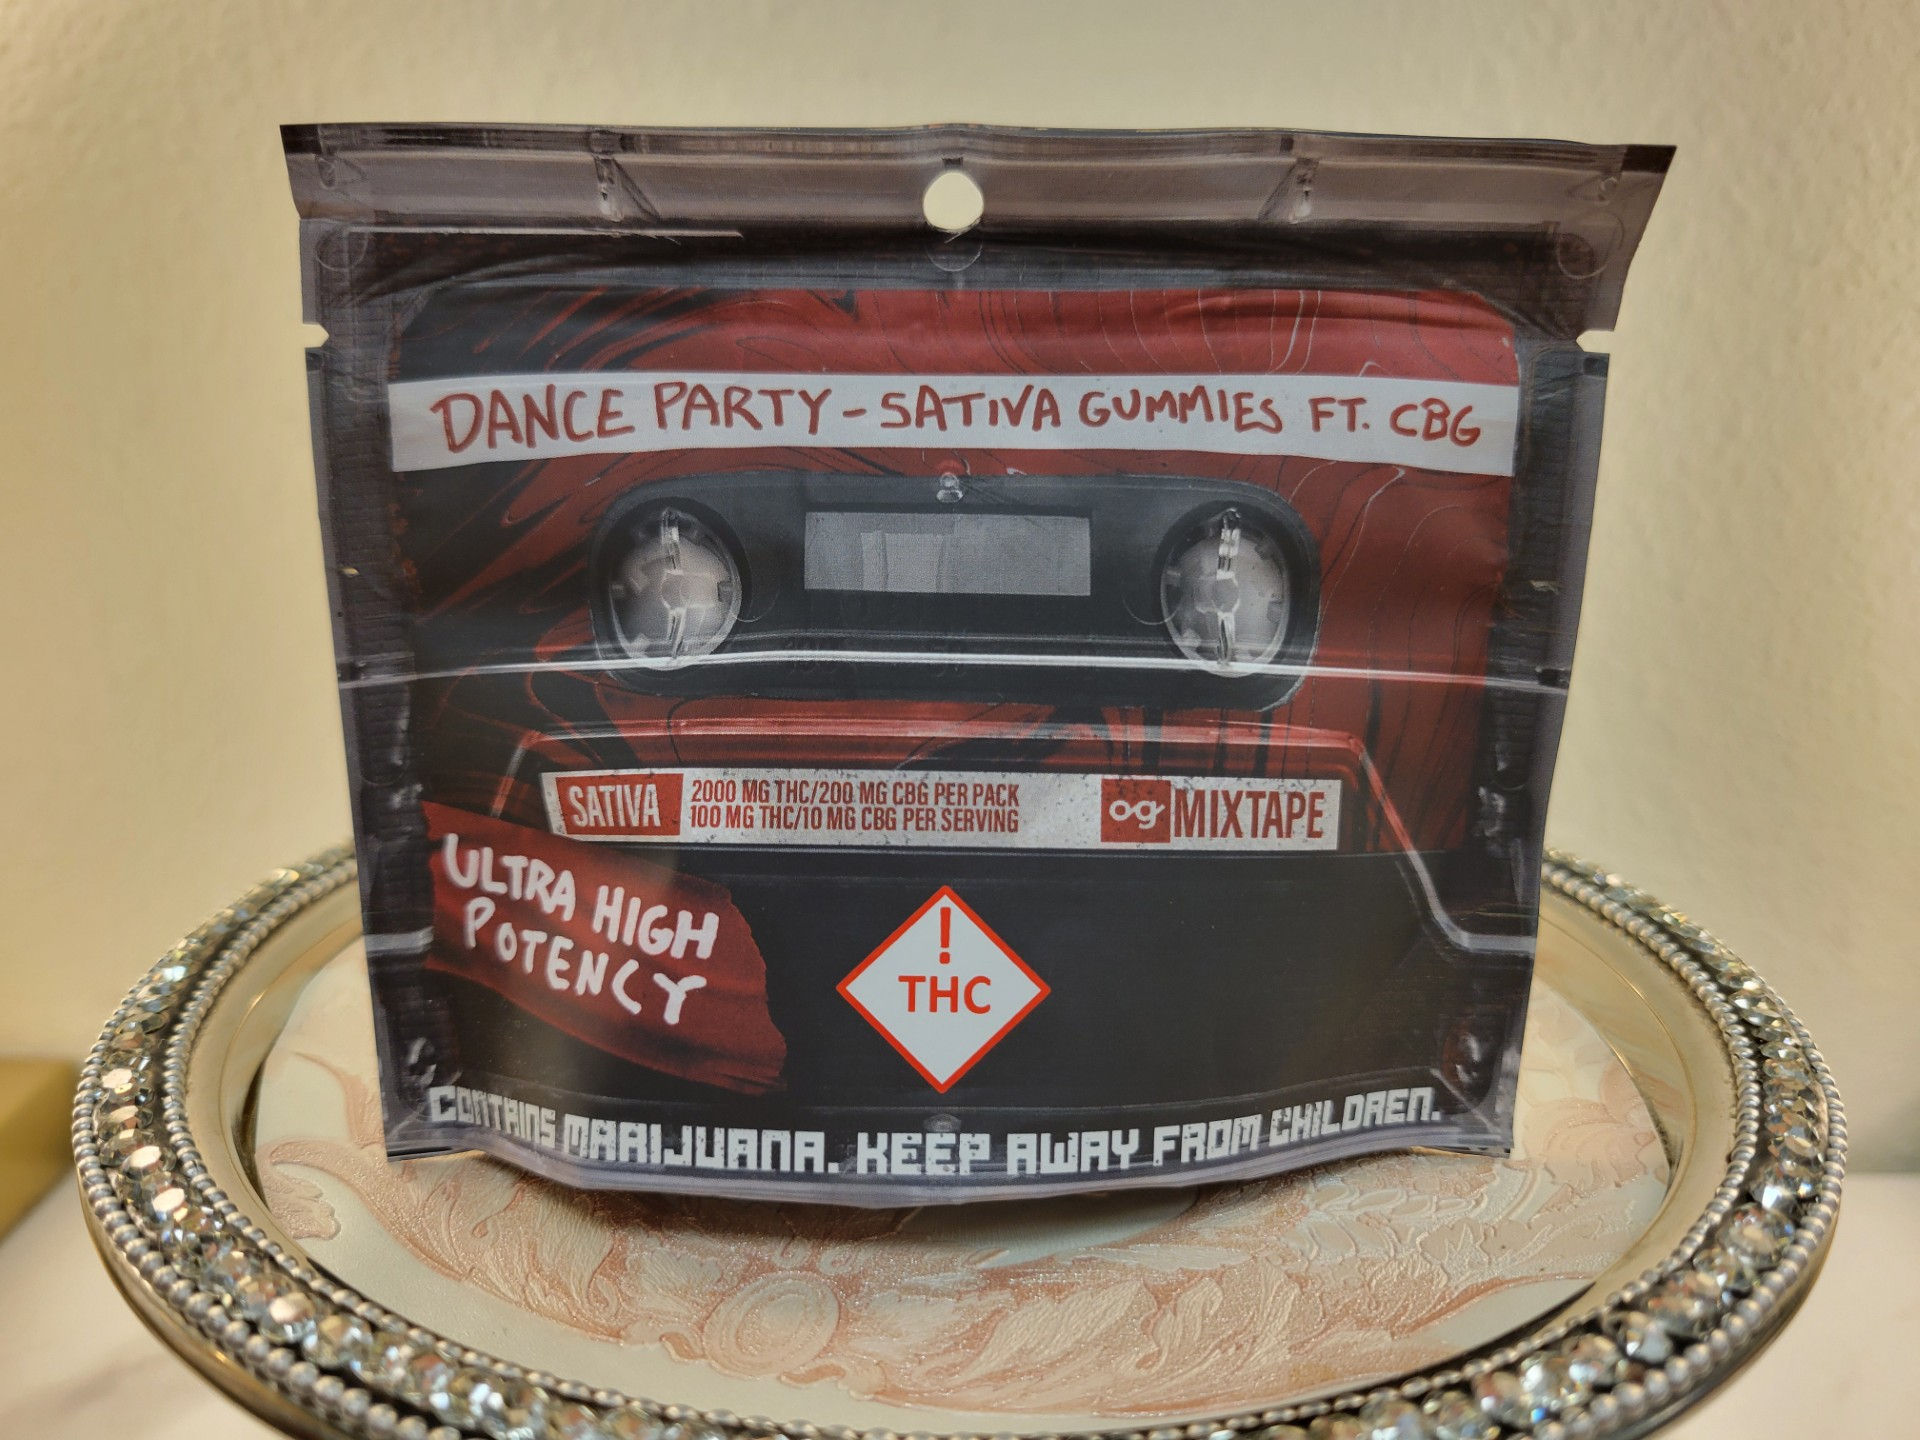 DANCE PARTY - SATIVA GUMMIES FT. CBG
SATIVA
2000 MG THC/200 MG CBG PER PACK
100 MG THC/10 MG CBG PER SERVING
og MIXTAPE
ULTRA HIGH
POTENCY
!
THC
CONTAINS MARIJUANA. KEEP AWAY FROM CHILDREN.